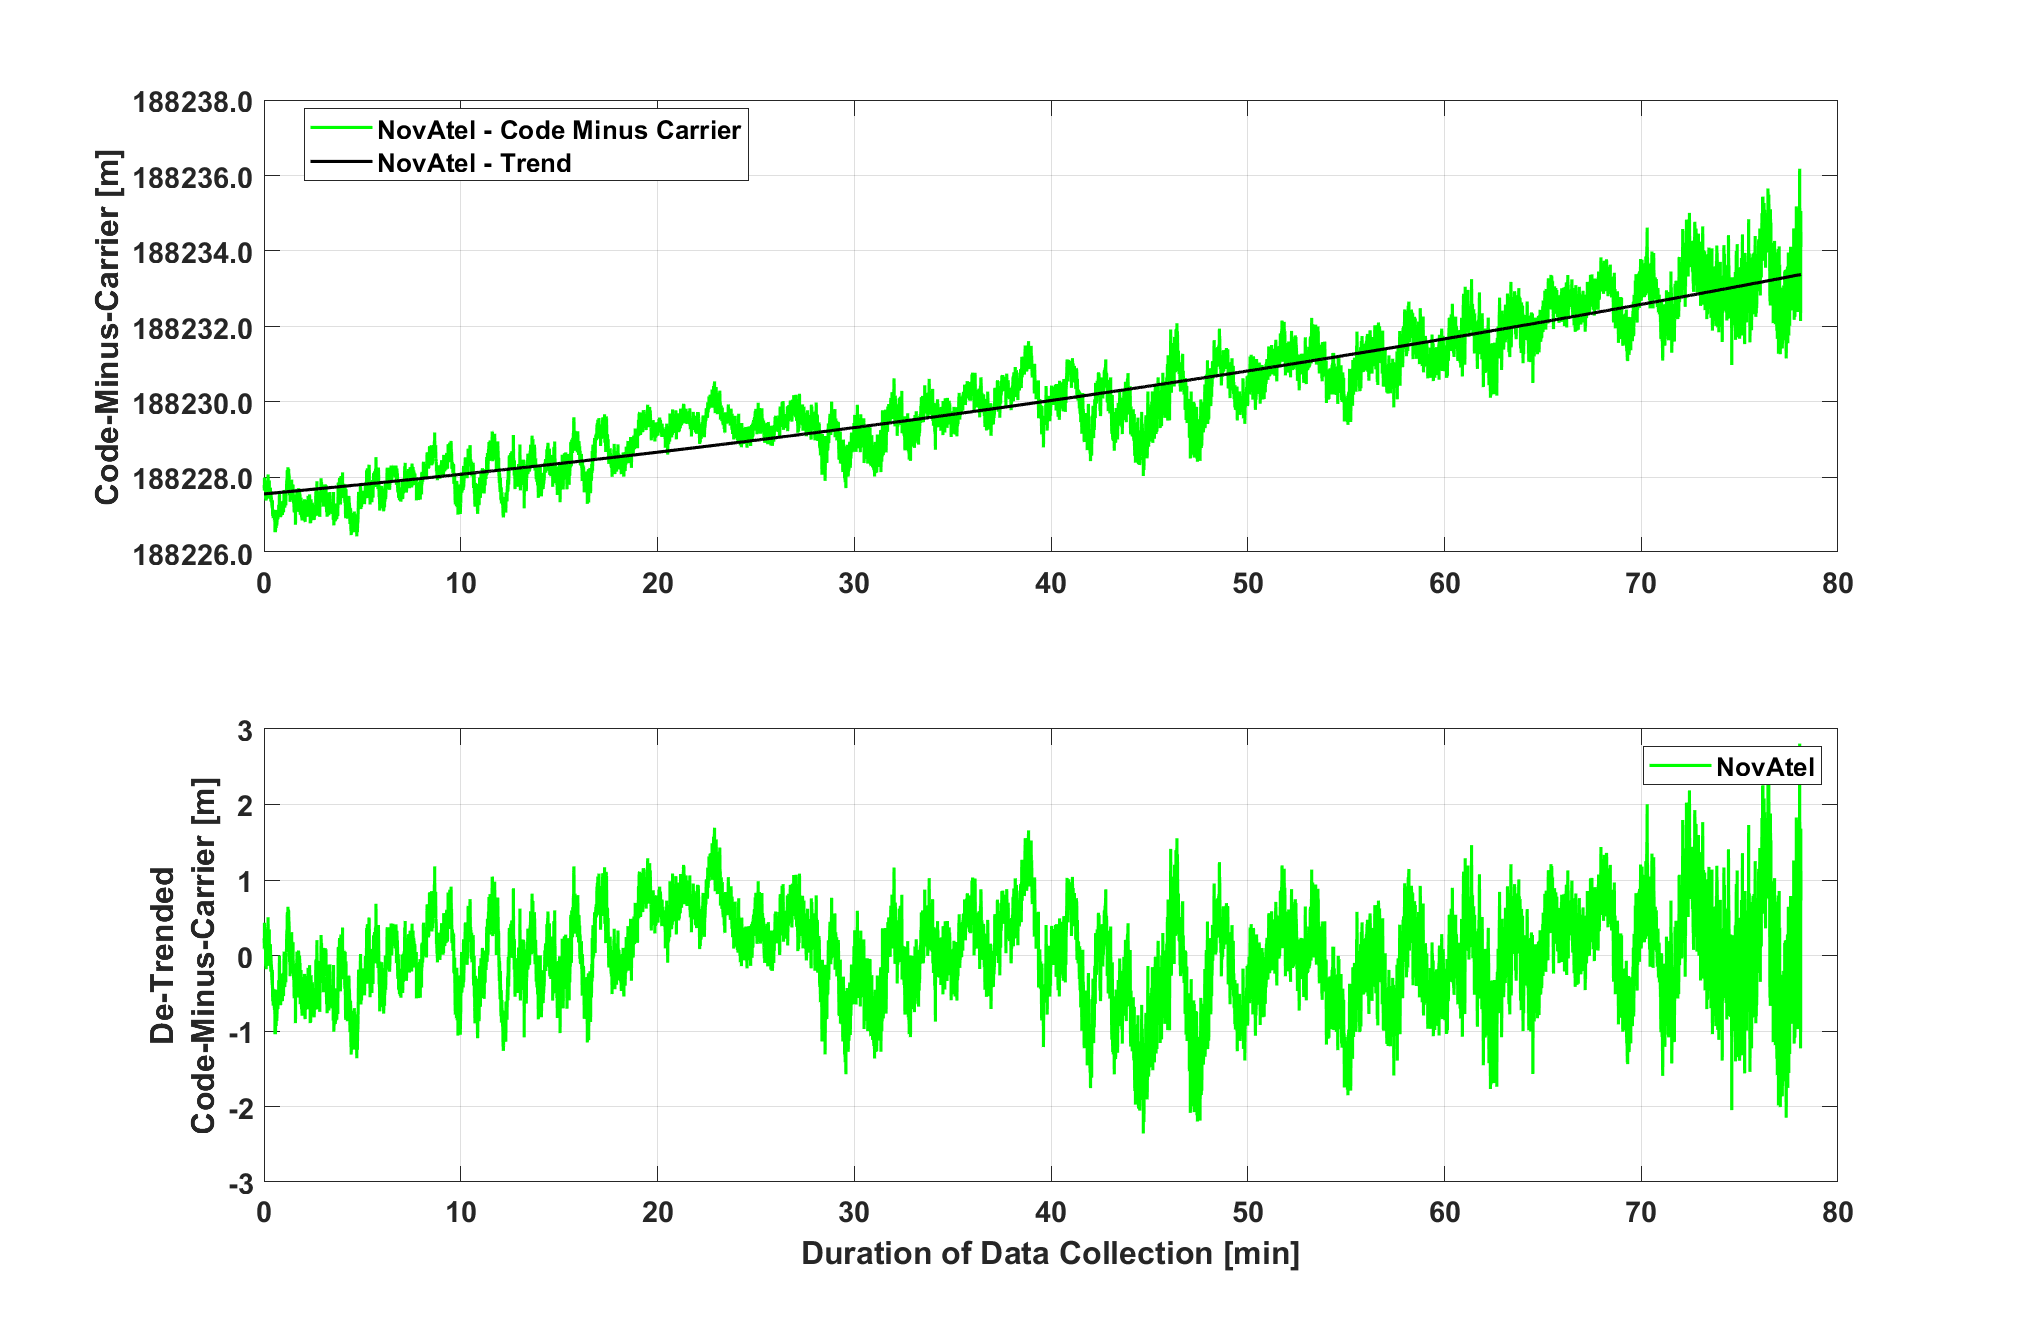 188238.0
188236.0
188234.0
188232.0
188230.0
188228.0
188226.0
Code-Minus-Carrier [m]
NovAtel - Code Minus Carrier
NovAtel - Trend
0 10 20 30 40 50 60 70 80
3
2
1
0
-1
-2
-3
De-Trended
Code-Minus-Carrier [m]
NovAtel
0 10 20 30 40 50 60 70 80
Duration of Data Collection [min]